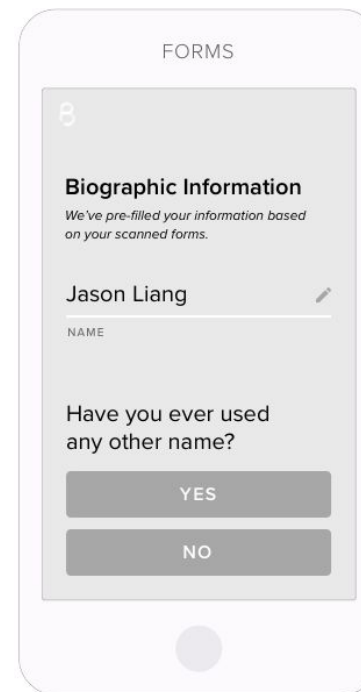 FORMS
8
Biographic Information
We've pre-filled your information based
on your scanned forms.
Jason Liang
NAME
Have you ever used
any other name?
YES
NO